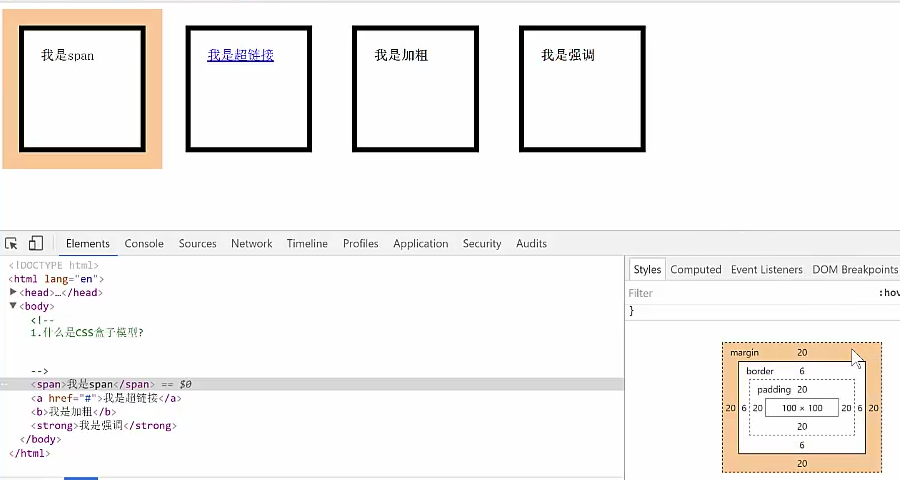 我是span 我是超链接 我是加粗 我是强调
Elements Console Sources Network Timeline Profiles Application Security Audits
<!DOCTYPE html>
<html lang="en">
<head>…</head>
<body>
<!--
1.什么是CSS盒子模型?
-->
<span>我是span</span> == $0
<a href="#">我是超链接</a>
<b>我是加粗</b>
<strong>我是强调</strong>
</body>
</html>
Styles Computed Event Listeners DOM Breakpoints
Filter :hov
}
margin 20
border 6
padding 20
20 6 20 100 × 100 20 6 20
20
6
20